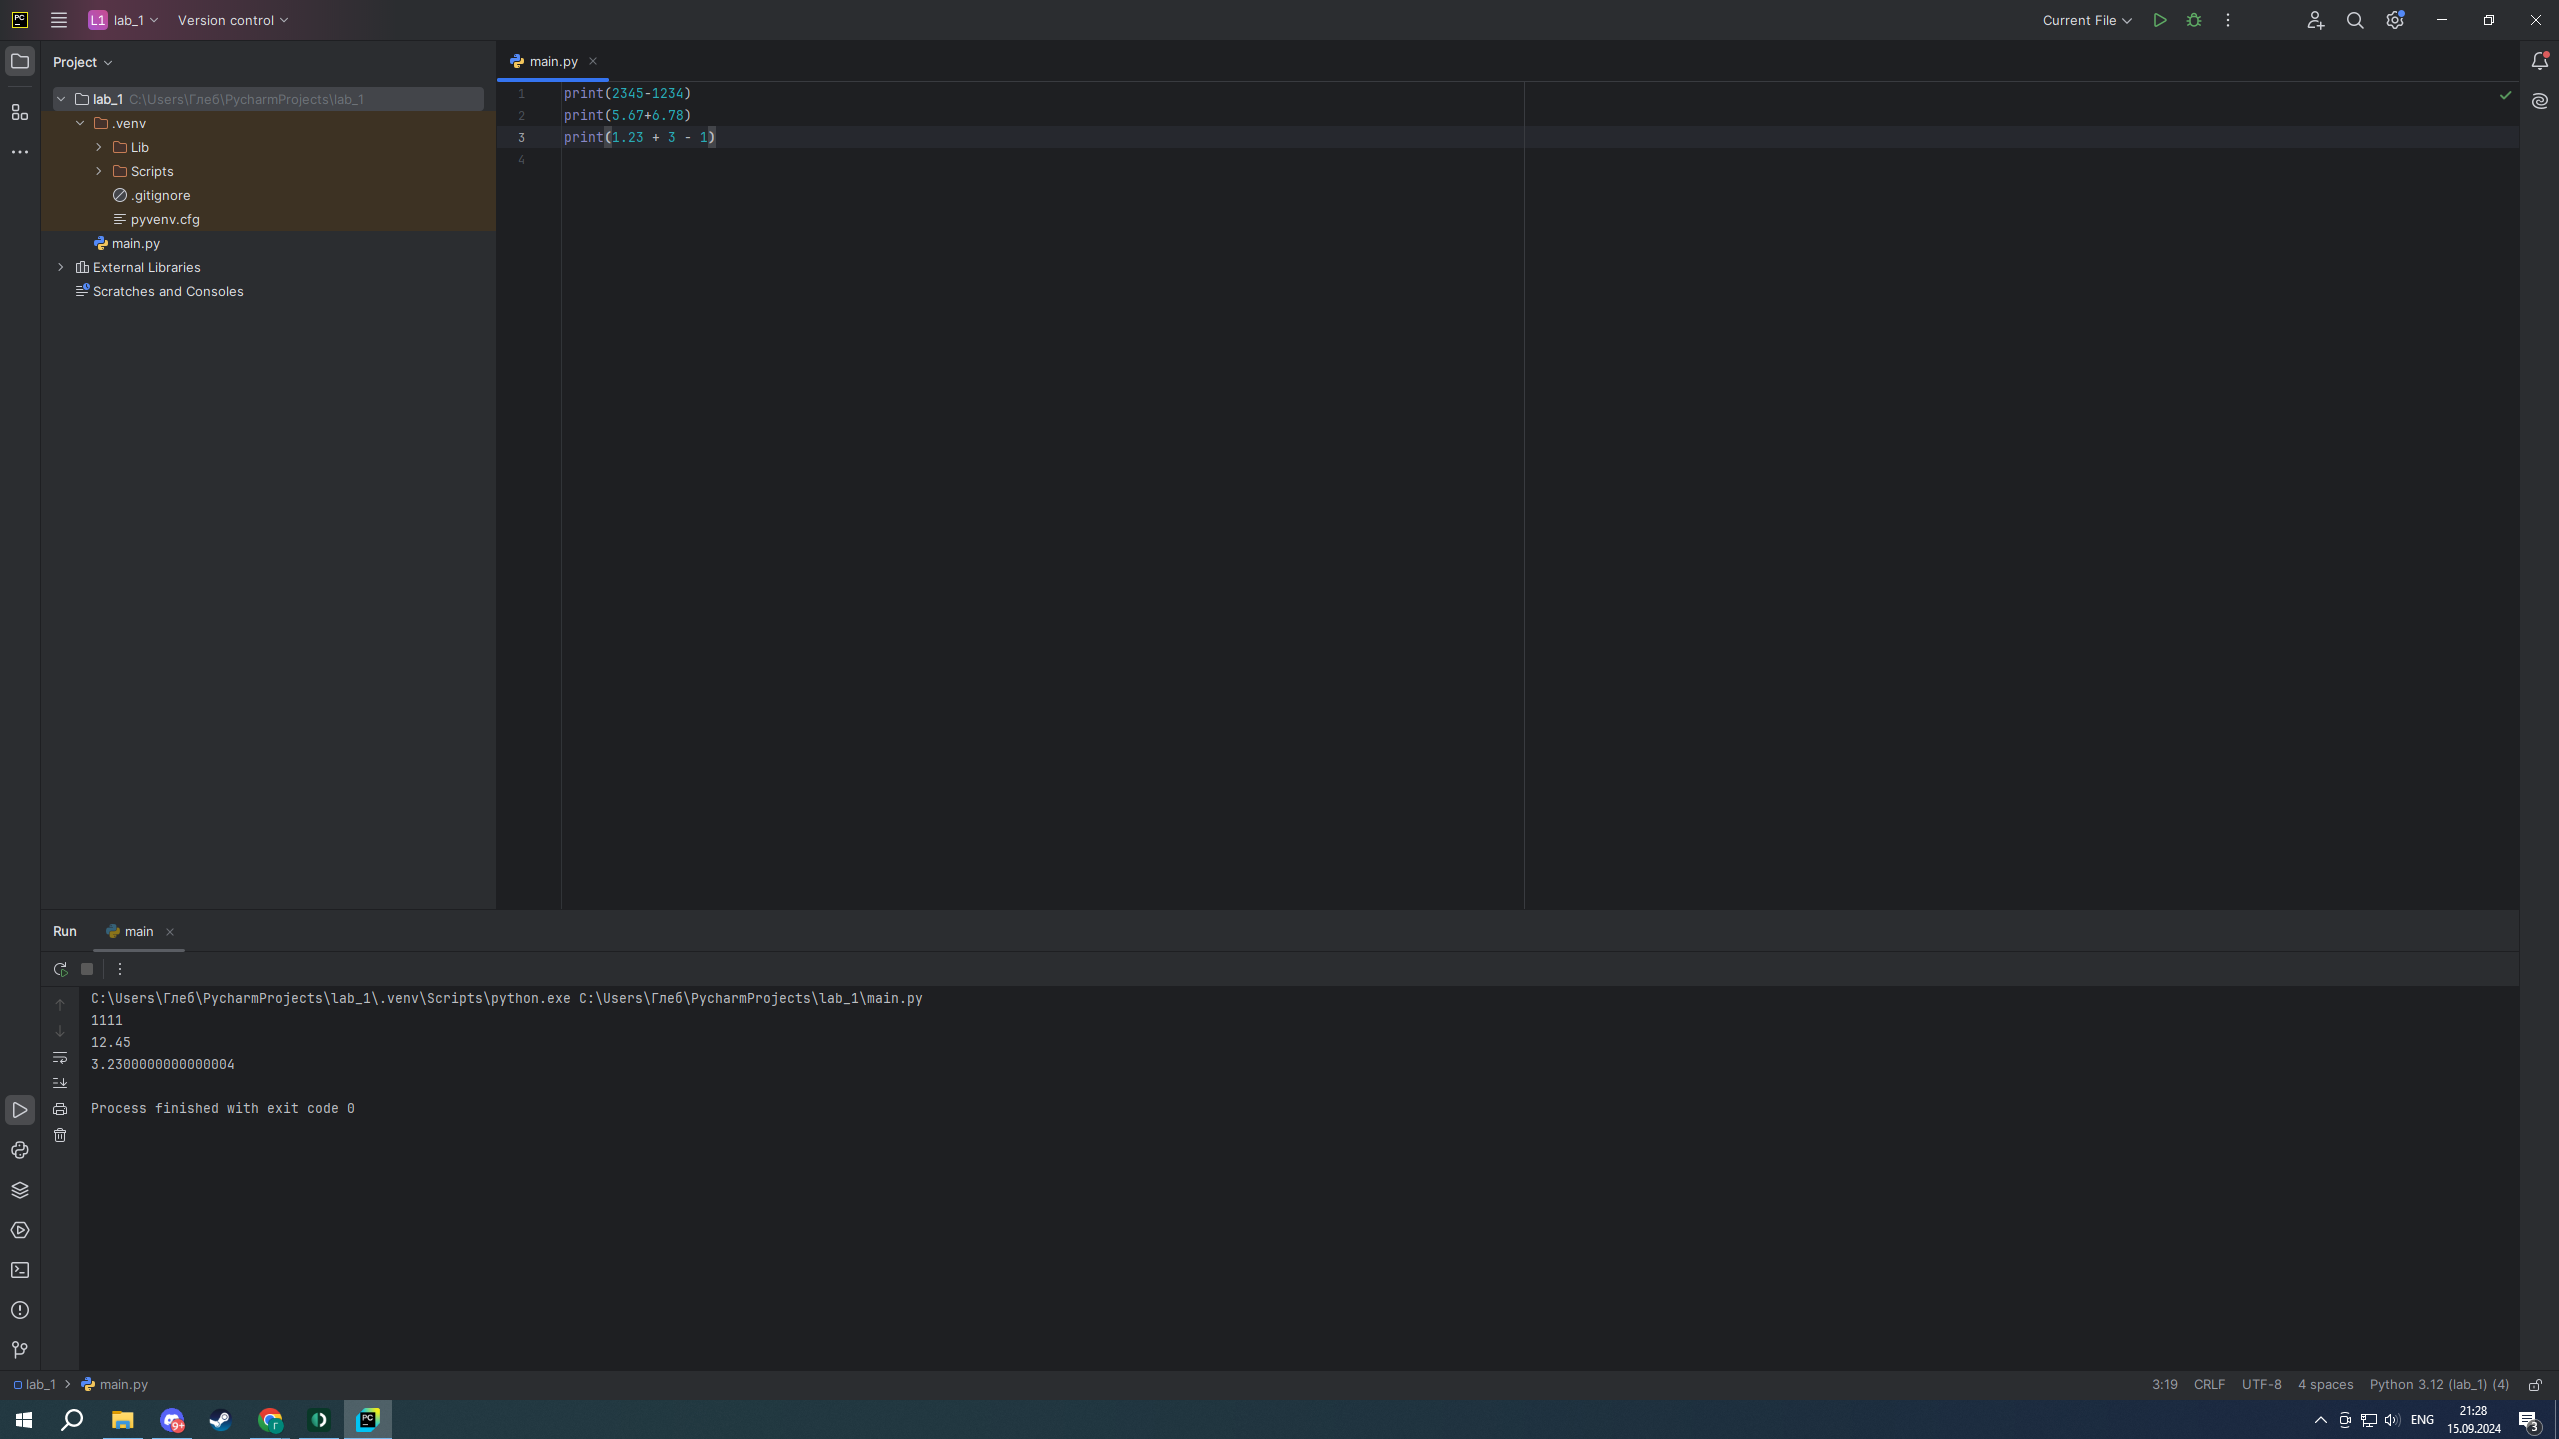 PC
L1 lab_1 Version control
Current File
Project
main.py
lab_1 C:\Users\Глеб\PycharmProjects\lab_1
.venv
Lib
Scripts
.gitignore
pyvenv.cfg
main.py
External Libraries
Scratches and Consoles
1 print(2345-1234)
2 print(5.67+6.78)
3 print(1.23 + 3 - 1)
4
Run main
C:\Users\Глеб\PycharmProjects\lab_1\.venv\Scripts\python.exe C:\Users\Глеб\PycharmProjects\lab_1\main.py
1111
12.45
3.2300000000000004
Process finished with exit code 0
lab_1 main.py
3:19 CRLF UTF-8 4 spaces Python 3.12 (lab_1) (4)
9+
Г
PC
ENG
21:28
15.09.2024
3